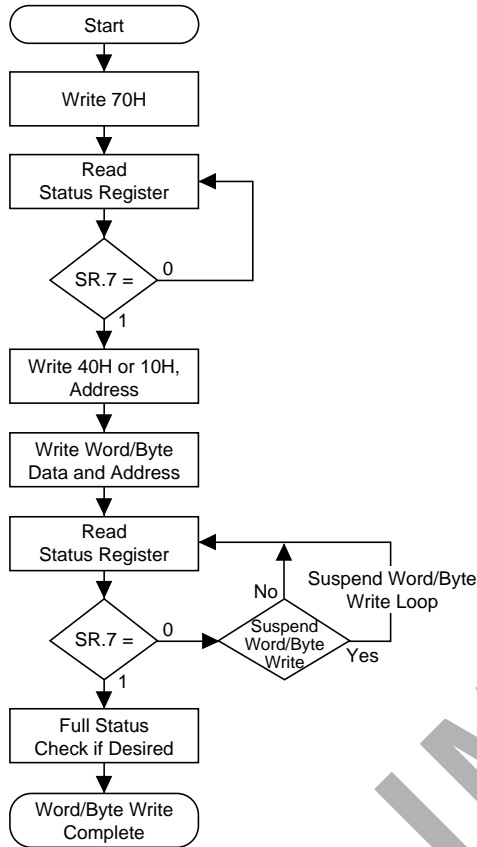 Start
Write 70H
Read
Status Register
SR.7 =
0
1
Write 40H or 10H,
Address
Write Word/Byte
Data and Address
Read
Status Register
No
Suspend Word/Byte
Write Loop
SR.7 =
0
Suspend
Word/Byte
Write
Yes
1
Full Status
Check if Desired
Word/Byte Write
Complete